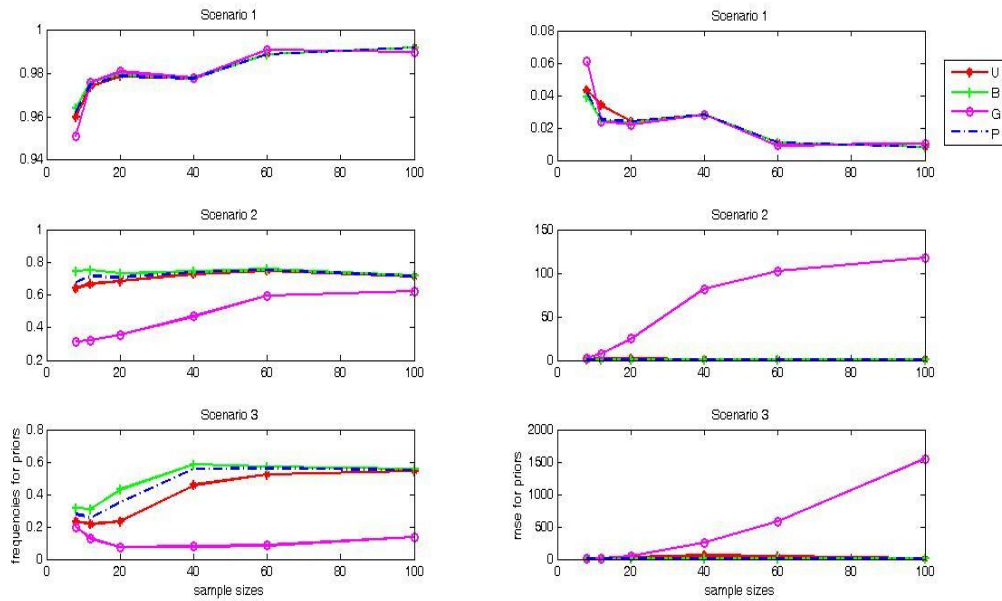 Scenario 1
1
0.98
0.96
0.94
0 20 40 60 80 100
Scenario 1
0.08
0.06
0.04
0.02
0
0 20 40 60 80 100
U
B
G
P
Scenario 2
1
0.8
0.6
0.4
0.2
0 20 40 60 80 100
Scenario 2
150
100
50
0
0 20 40 60 80 100
Scenario 3
frequencies for priors
0.8
0.6
0.4
0.2
0
0 20 40 60 80 100
sample sizes
Scenario 3
rmse for priors
2000
1500
1000
500
0
0 20 40 60 80 100
sample sizes